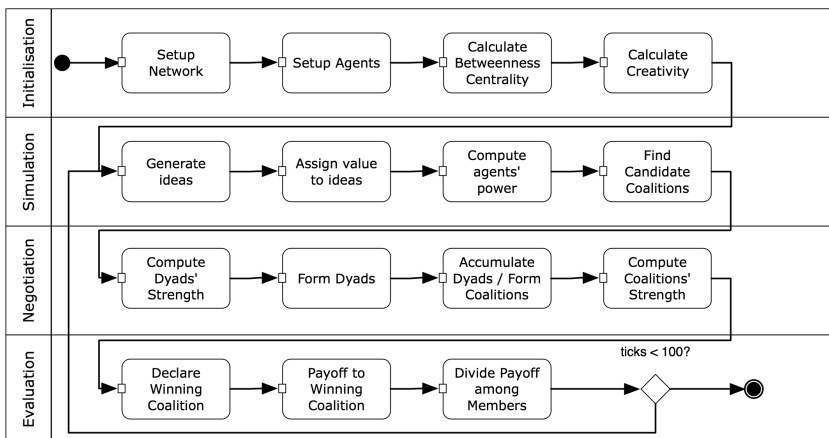 Initialisation
Setup
Network
Setup Agents
Calculate
Betweenness
Centrality
Calculate
Creativity
Simulation
Generate
ideas
Assign value
to ideas
Compute
agents'
power
Find
Candidate
Coalitions
Negotiation
Compute
Dyads'
Strength
Form Dyads
Accumulate
Dyads / Form
Coalitions
Compute
Coalitions'
Strength
Evaluation
Declare
Winning
Coalition
Payoff to
Winning
Coalition
Divide Payoff
among
Members
ticks < 100?